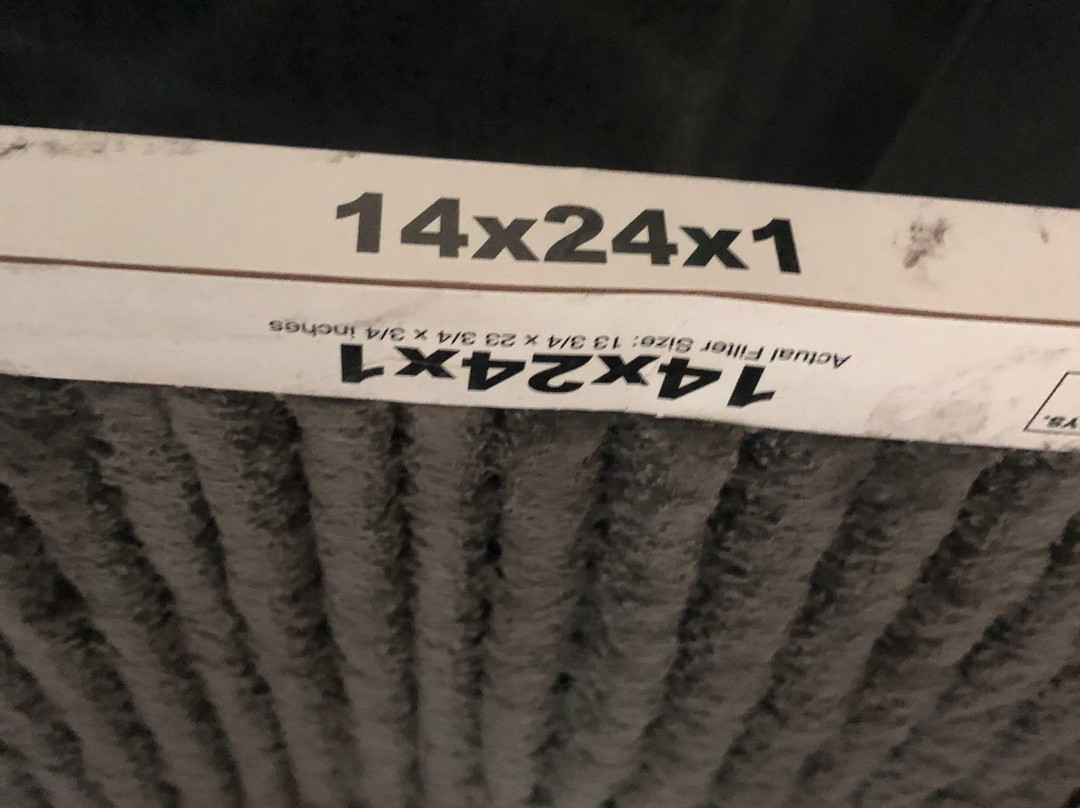 14x24x1
14x24x1
Actual Filter Size: 13 3/4 x 23 3/4 x 3/4 inches